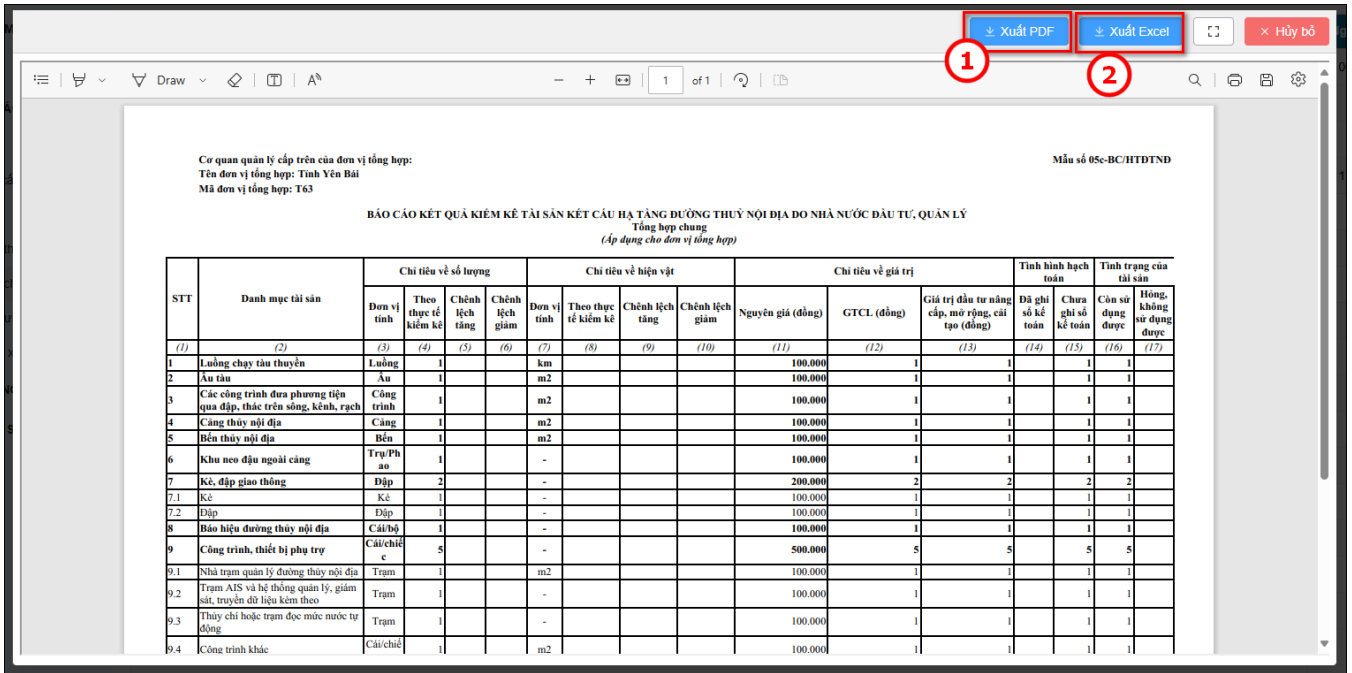 Xuất PDF
Xuất Excel
Hủy bỏ
1
2
Draw
1 of 1
Cơ quan quản lý cấp trên của đơn vị tổng hợp:
Mẫu số 05c-BC/HTĐTNĐ
Tên đơn vị tổng hợp: Tỉnh Yên Bái
Mã đơn vị tổng hợp: T63
BÁO CÁO KẾT QUẢ KIỂM KÊ TÀI SẢN KẾT CẤU HẠ TẦNG ĐƯỜNG THUỶ NỘI ĐỊA DO NHÀ NƯỚC ĐẦU TƯ, QUẢN LÝ
Tổng hợp chung
(Áp dụng cho đơn vị tổng hợp)
STT Danh mục tài sản Chỉ tiêu về số lượng Chỉ tiêu về hiện vật Chỉ tiêu về giá trị Tình hình hạch toán Tình trạng của tài sản
Đơn vị tính Theo thực tế kiểm kê Chênh lệch tăng Chênh lệch giảm Đơn vị tính Theo thực tế kiểm kê Chênh lệch tăng Chênh lệch giảm Nguyên giá (đồng) GTCL (đồng) Giá trị đầu tư nâng cấp, mở rộng, cải tạo (đồng) Đã ghi sổ kế toán Chưa ghi sổ kế toán Còn sử dụng được Hỏng, không sử dụng được
(1) (2) (3) (4) (5) (6) (7) (8) (9) (10) (11) (12) (13) (14) (15) (16) (17)
1 Luồng chạy tàu thuyền Luồng 1 km 100.000 1 1 1 1
2 Âu tàu Âu 1 m2 100.000 1 1 1 1
3 Các công trình đưa phương tiện qua đập, thác trên sông, kênh, rạch Công trình 1 m2 100.000 1 1 1 1
4 Cảng thủy nội địa Cảng 1 m2 100.000 1 1 1 1
5 Bến thủy nội địa Bến 1 m2 100.000 1 1 1 1
6 Khu neo đậu ngoài cảng Trụ/Phao 1 - 100.000 1 1 1 1
7 Kè, đập giao thông Đập 2 - 200.000 2 2 2 2
7.1 Kè Kè 1 - 100.000 1 1 1 1
7.2 Đập Đập 1 - 100.000 1 1 1 1
8 Báo hiệu đường thủy nội địa Cái/bộ 1 - 100.000 1 1 1 1
9 Công trình, thiết bị phụ trợ Cái/chiếc 5 - 500.000 5 5 5 5
9.1 Nhà trạm quản lý đường thủy nội địa Trạm 1 m2 100.000 1 1 1 1
9.2 Trạm AIS và hệ thống quản lý, giám sát, truyền dữ liệu kèm theo Trạm 1 - 100.000 1 1 1 1
9.3 Thủy chí hoặc trạm đọc mức nước tự động Trạm 1 - 100.000 1 1 1 1
9.4 Công trình khác Cái/chiế 1 m2 100.000 1 1 1 1